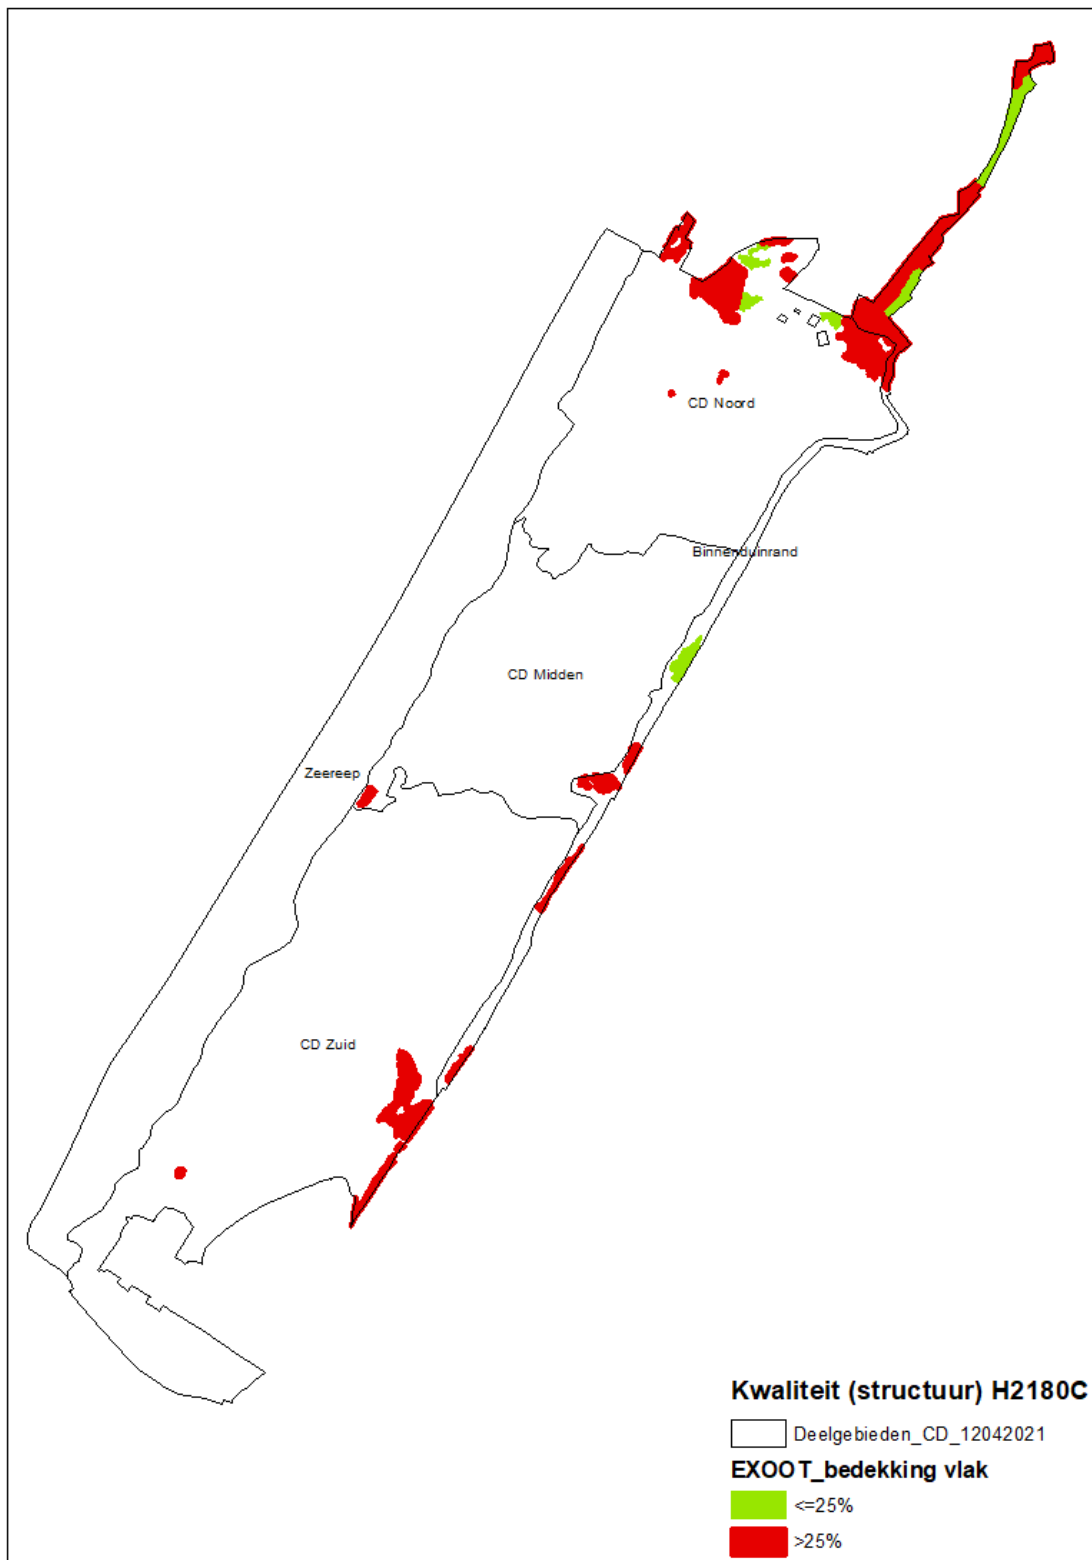 CD Noord
Binnenduinrand
CD Midden
Zeereep
CD Zuid
Kwaliteit (structuur) H2180C
Deelgebieden_CD_12042021
EXOOT_bedekking vlak
<=25%
>25%